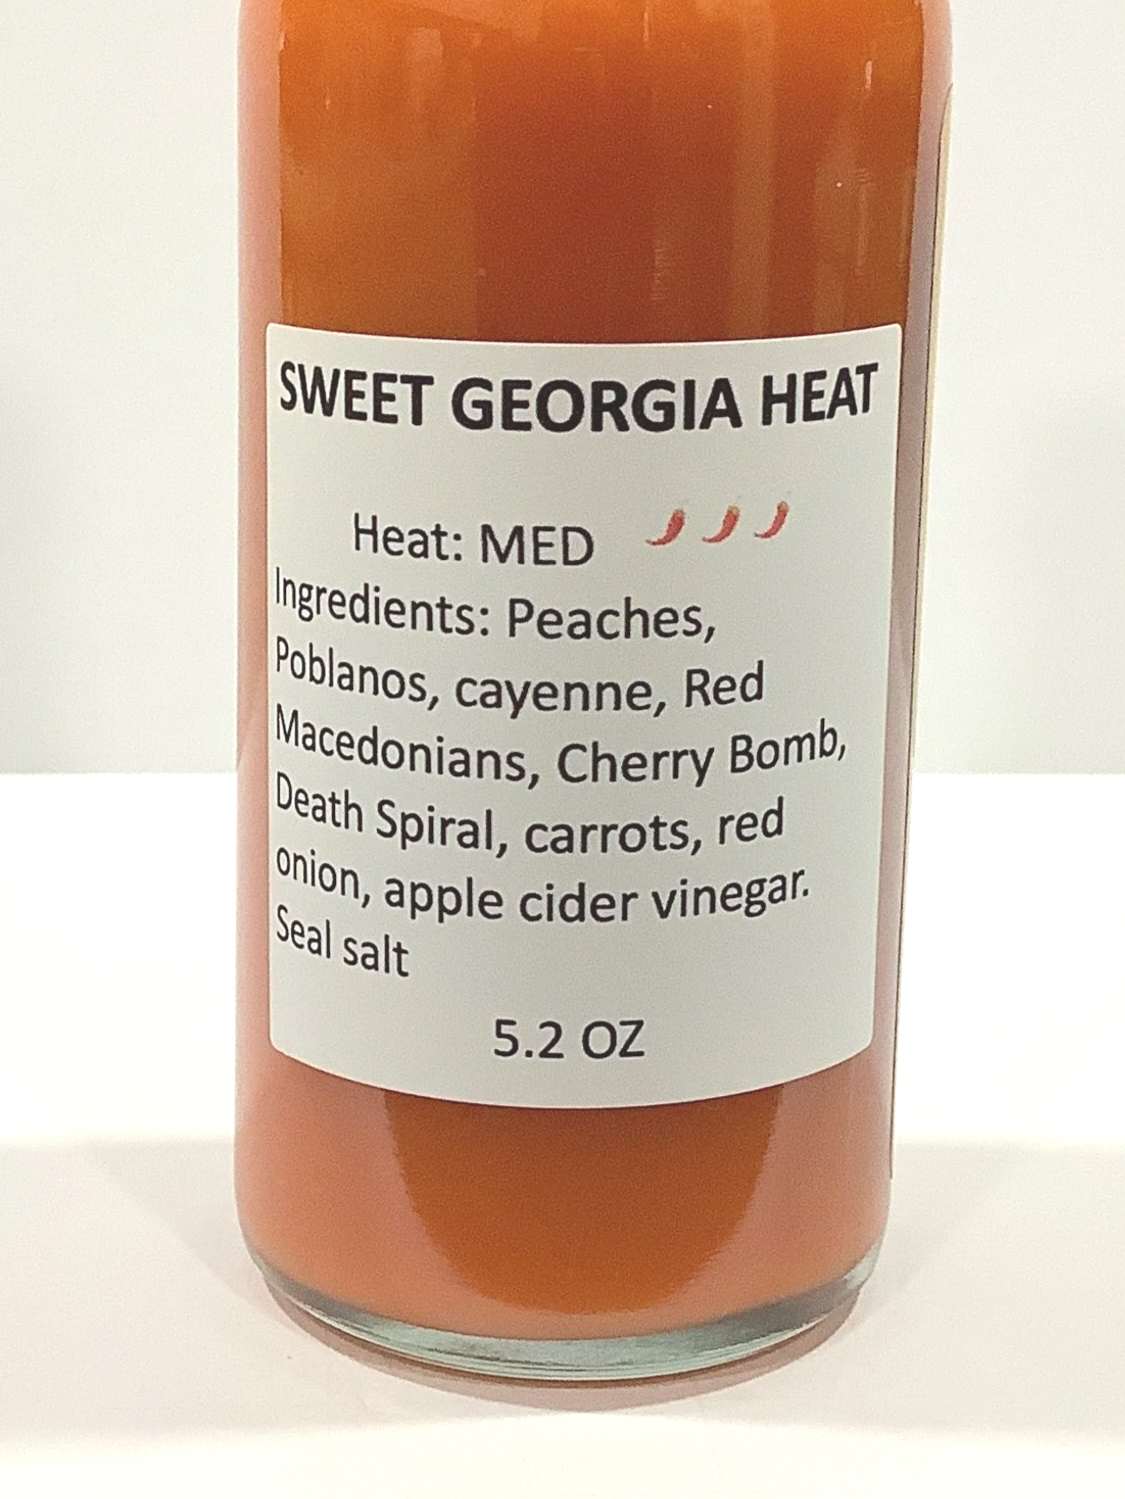 SWEET GEORGIA HEAT
Heat: MED
Ingredients: Peaches,
Poblanos, cayenne, Red
Macedonians, Cherry Bomb,
Death Spiral, carrots, red
onion, apple cider vinegar.
Seal salt
5.2 OZ